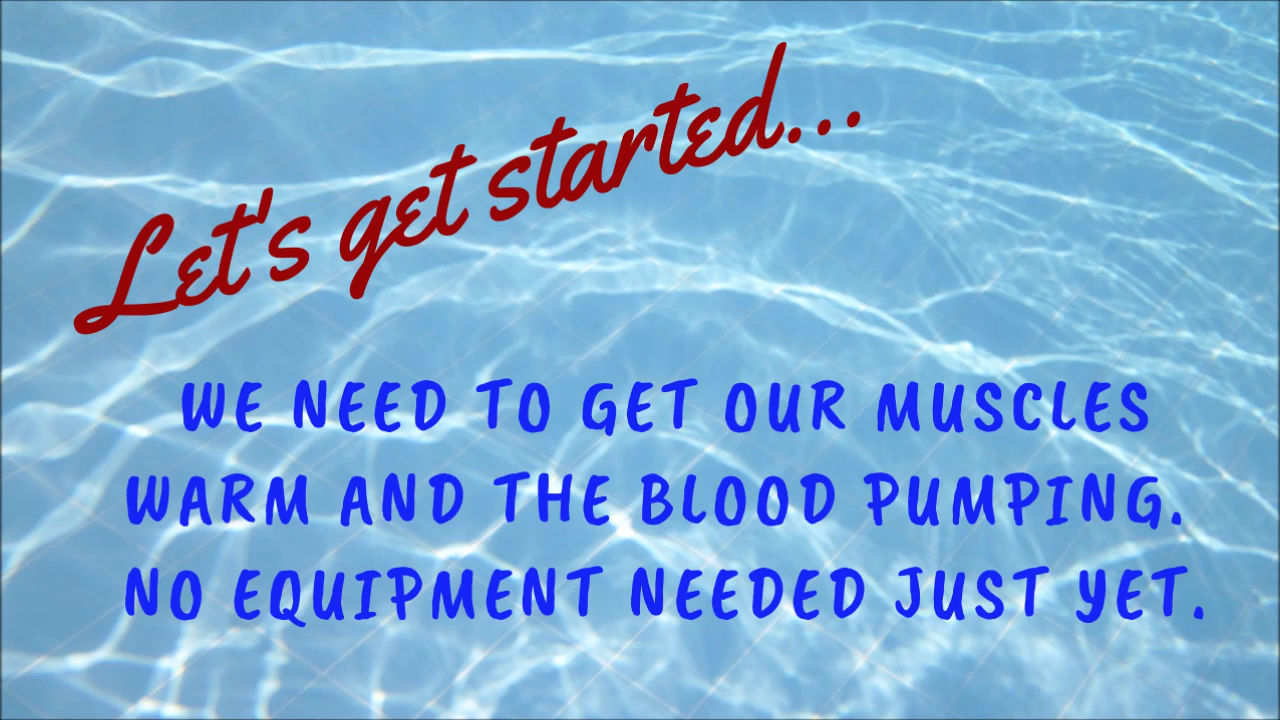 Let's get started...
WE NEED TO GET OUR MUSCLES
WARM AND THE BLOOD PUMPING.
NO EQUIPMENT NEEDED JUST YET.